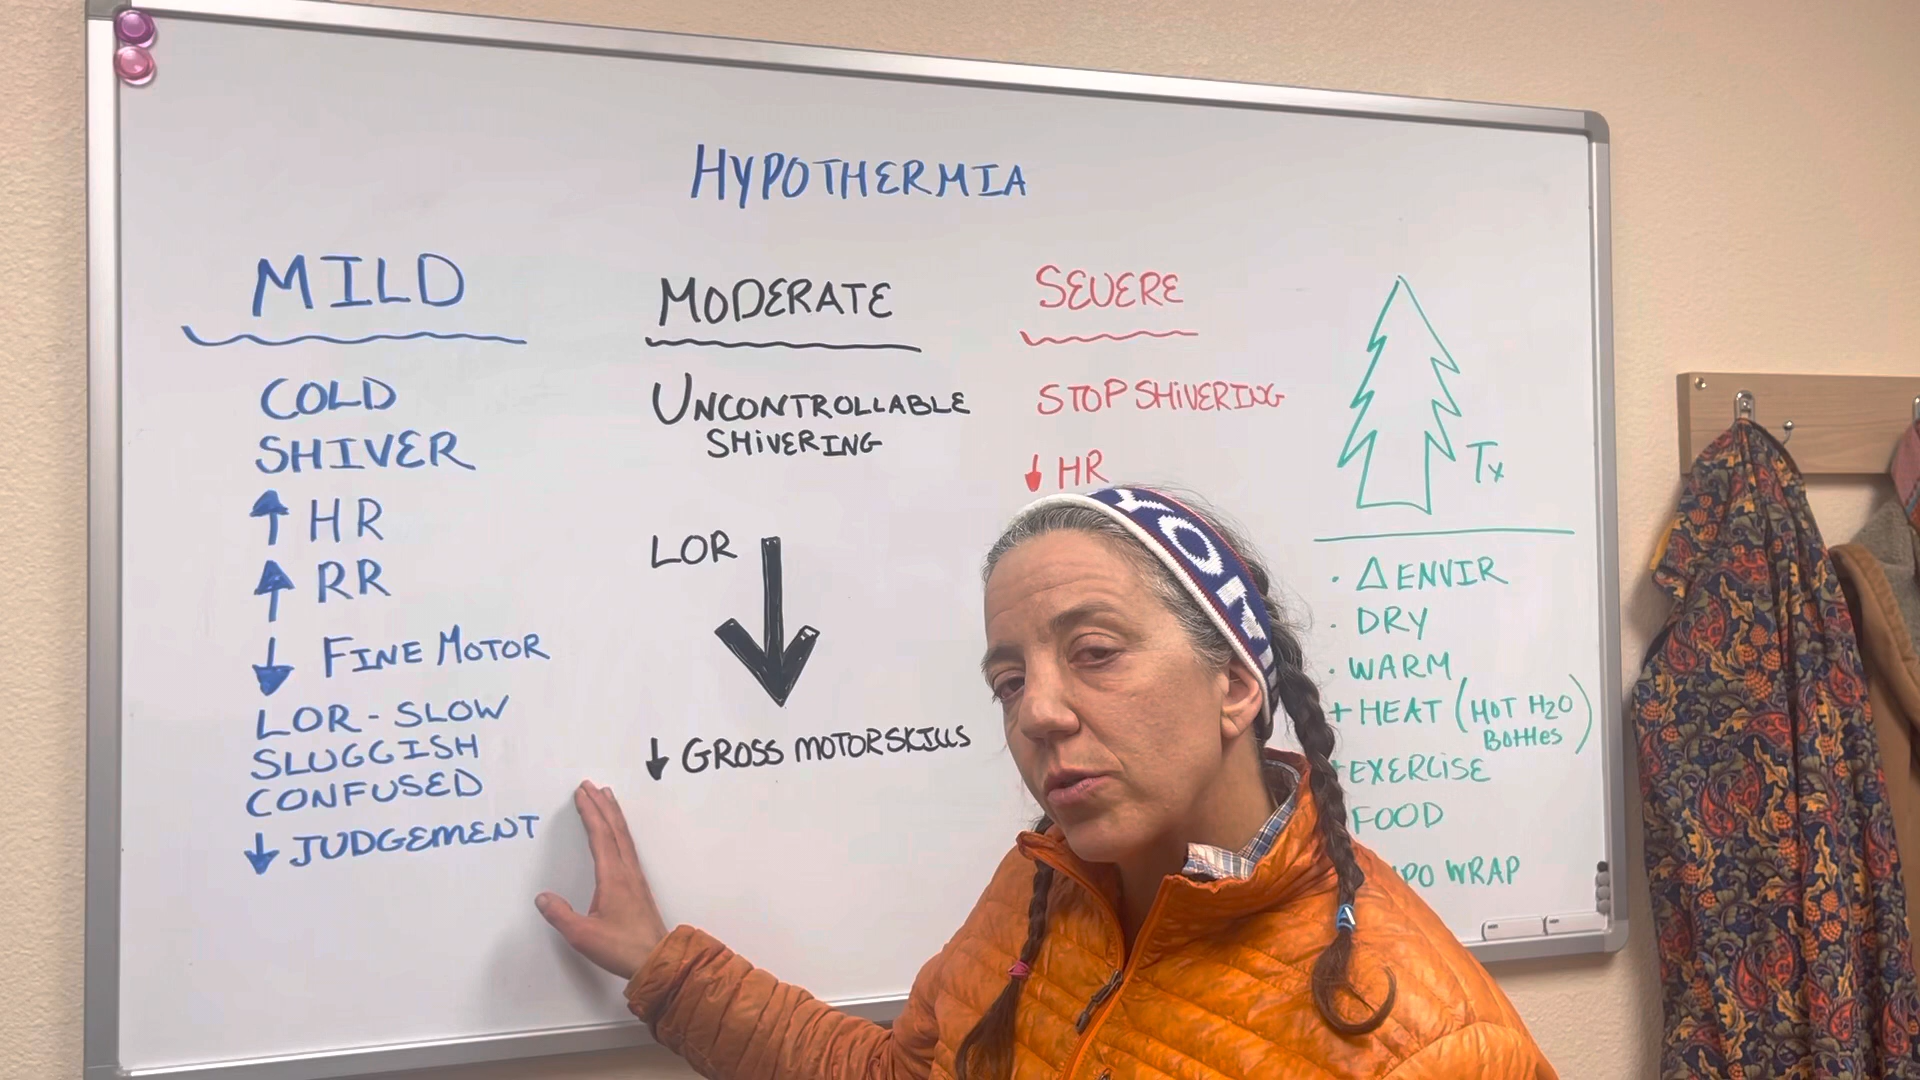 HYPOTHERMIA
MILD
COLD
SHIVER
↑ HR
↑ RR
↓ FINE MOTOR
LOR - SLOW
SLUGGISH
CONFUSED
↓ JUDGEMENT
MODERATE
UNCONTROLLABLE
SHIVERING
LOR ↓
↓ GROSS MOTOR SKILLS
SEVERE
STOP SHIVERING
↓ HR
Tx
· Δ ENVIR
· DRY
· WARM
+ HEAT (HOT H2O
Bottles)
+ EXERCISE
FOOD
WRAP